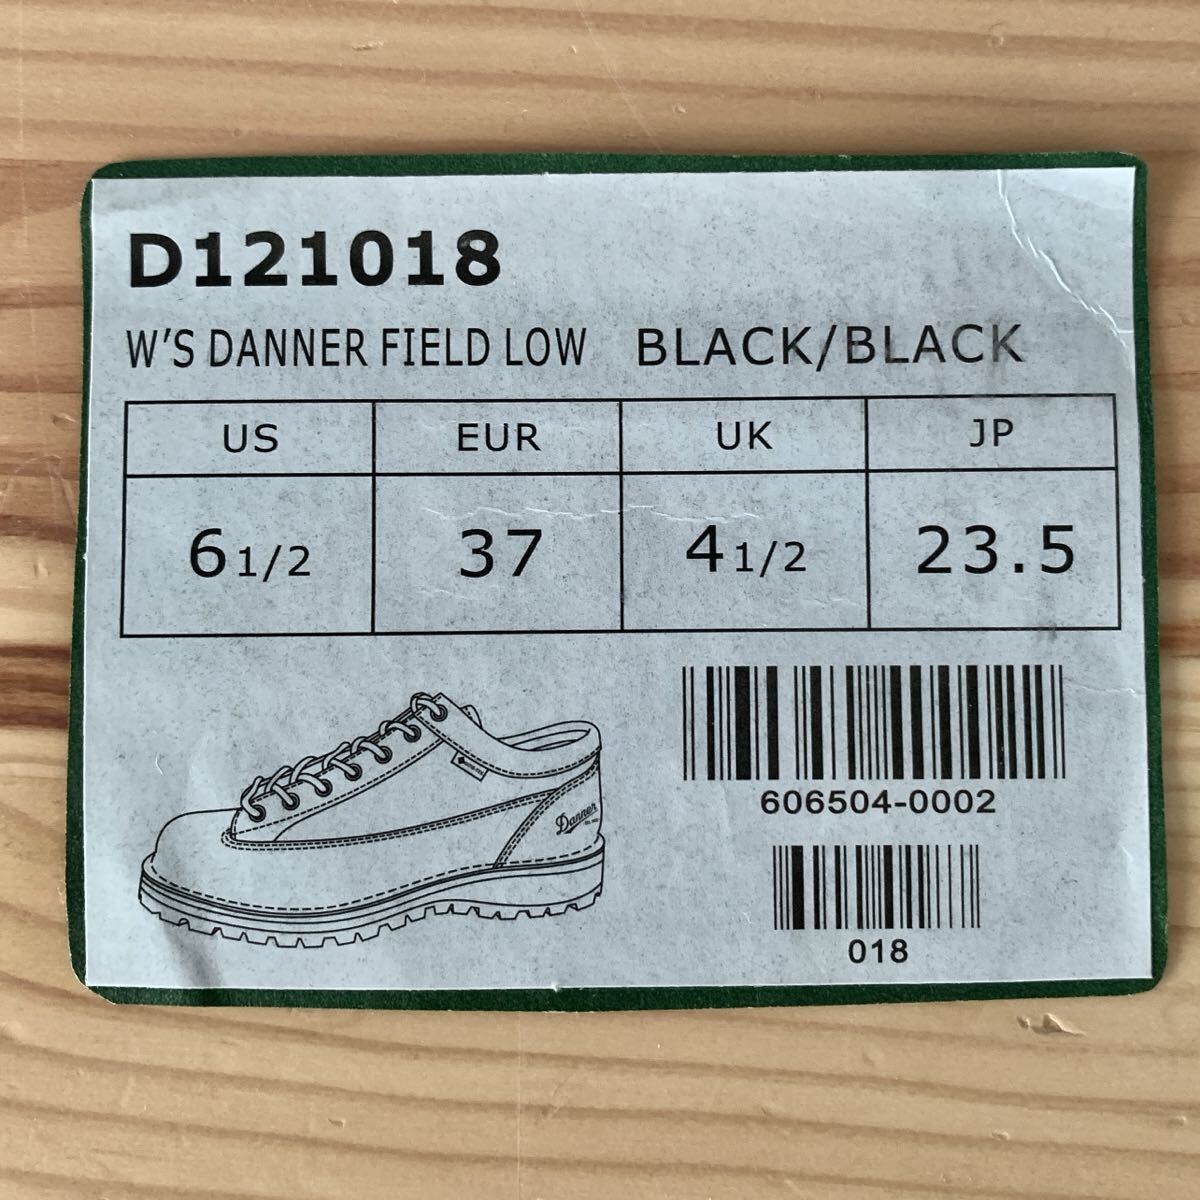 D121018
W'S DANNER FIELD LOW BLACK/BLACK
US EUR UK JP
6 1/2 37 4 1/2 23.5
Danner
606504-0002
018